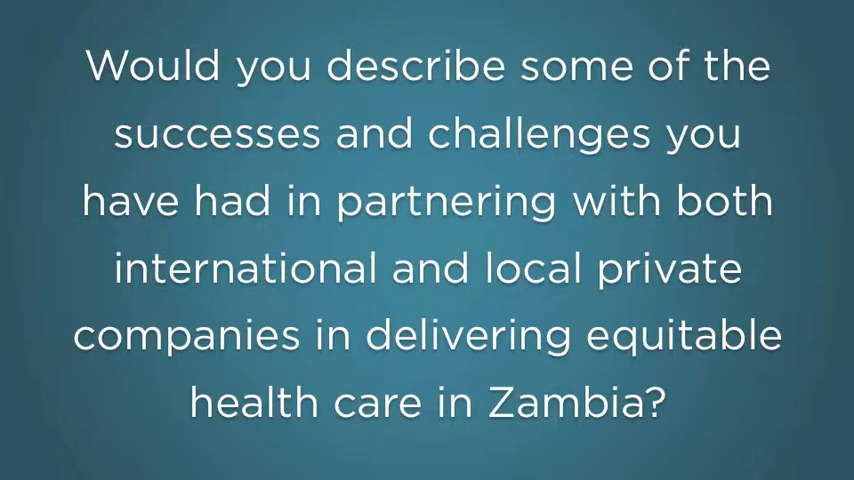 Would you describe some of the
successes and challenges you
have had in partnering with both
international and local private
companies in delivering equitable
health care in Zambia?